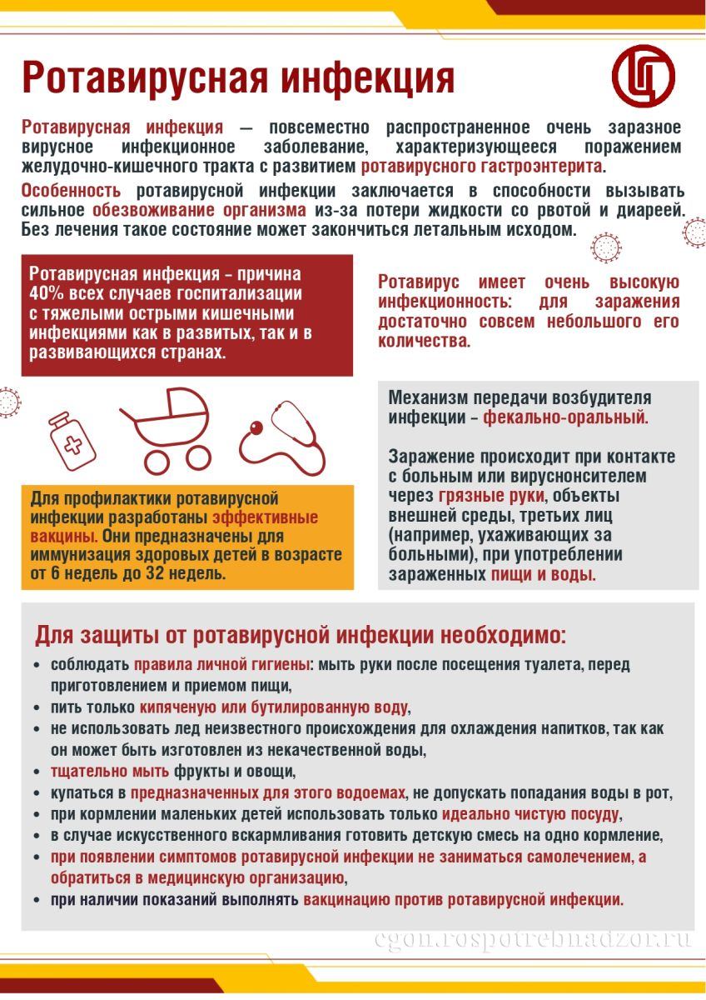 Ротавирусная инфекция
Ротавирусная инфекция — повсеместно распространенное очень заразное
вирусное инфекционное заболевание, характеризующееся поражением
желудочно-кишечного тракта с развитием ротавирусного гастроэнтерита.
Особенность ротавирусной инфекции заключается в способности вызывать
сильное обезвоживание организма из-за потери жидкости со рвотой и диареей.
Без лечения такое состояние может закончиться летальным исходом.
Ротавирусная инфекция – причина
40% всех случаев госпитализации
с тяжелыми острыми кишечными
инфекциями как в развитых, так и в
развивающихся странах.
Ротавирус имеет очень высокую
инфекционность: для заражения
достаточно совсем небольшого его
количества.
Механизм передачи возбудителя
инфекции – фекально-оральный.
Заражение происходит при контакте
с больным или вирусоносителем
через грязные руки, объекты
внешней среды, третьих лиц
(например, ухаживающих за
больными), при употреблении
зараженных пищи и воды.
Для профилактики ротавирусной
инфекции разработаны эффективные
вакцины. Они предназначены для
иммунизация здоровых детей в возрасте
от 6 недель до 32 недель.
Для защиты от ротавирусной инфекции необходимо:
• соблюдать правила личной гигиены: мыть руки после посещения туалета, перед
приготовлением и приемом пищи,
• пить только кипяченую или бутилированную воду,
• не использовать лед неизвестного происхождения для охлаждения напитков, так как
он может быть изготовлен из некачественной воды,
• тщательно мыть фрукты и овощи,
• купаться в предназначенных для этого водоемах, не допускать попадания воды в рот,
• при кормлении маленьких детей использовать только идеально чистую посуду,
• в случае искусственного вскармливания готовить детскую смесь на одно кормление,
• при появлении симптомов ротавирусной инфекции не заниматься самолечением, а
обратиться в медицинскую организацию,
• при наличии показаний выполнять вакцинацию против ротавирусной инфекции.
cgon.rospotrebnadzor.ru